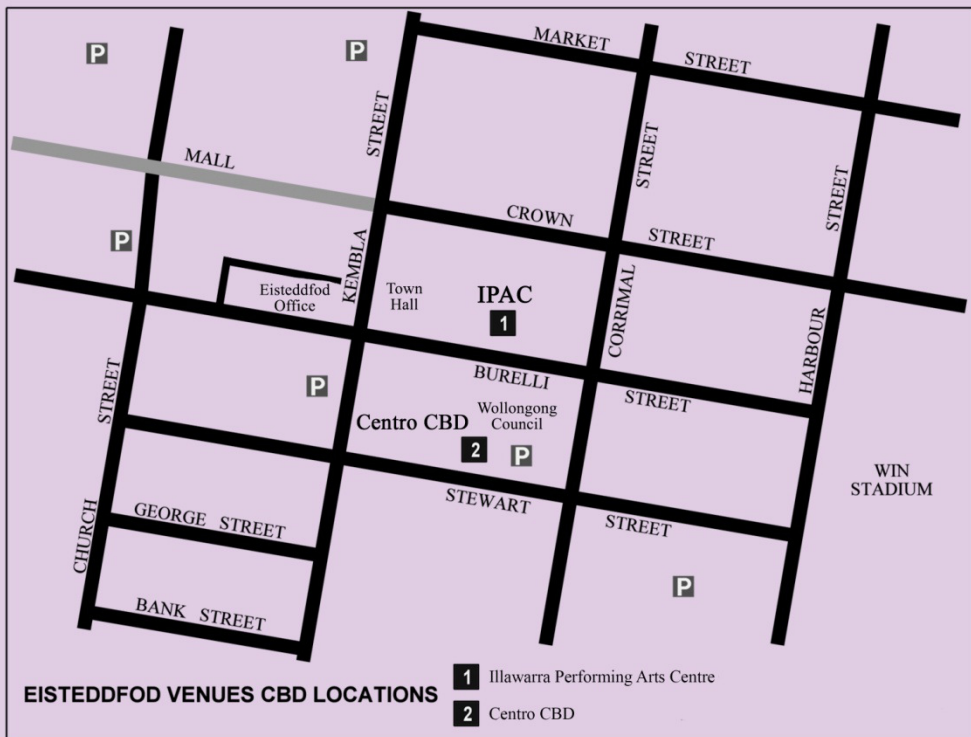 MARKET STREET
P
P
STREET
STREET
STREET
MALL
CROWN STREET
P
KEMBLA
Eisteddfod
Office
Town
Hall
IPAC
1
CORRIMAL
HARBOUR
BURELLI STREET
STREET
P
Centro CBD
2
Wollongong
Council
P
STEWART STREET
WIN
STADIUM
CHURCH
GEORGE STREET
P
BANK STREET
EISTEDDFOD VENUES CBD LOCATIONS
1 Illawarra Performing Arts Centre
2 Centro CBD